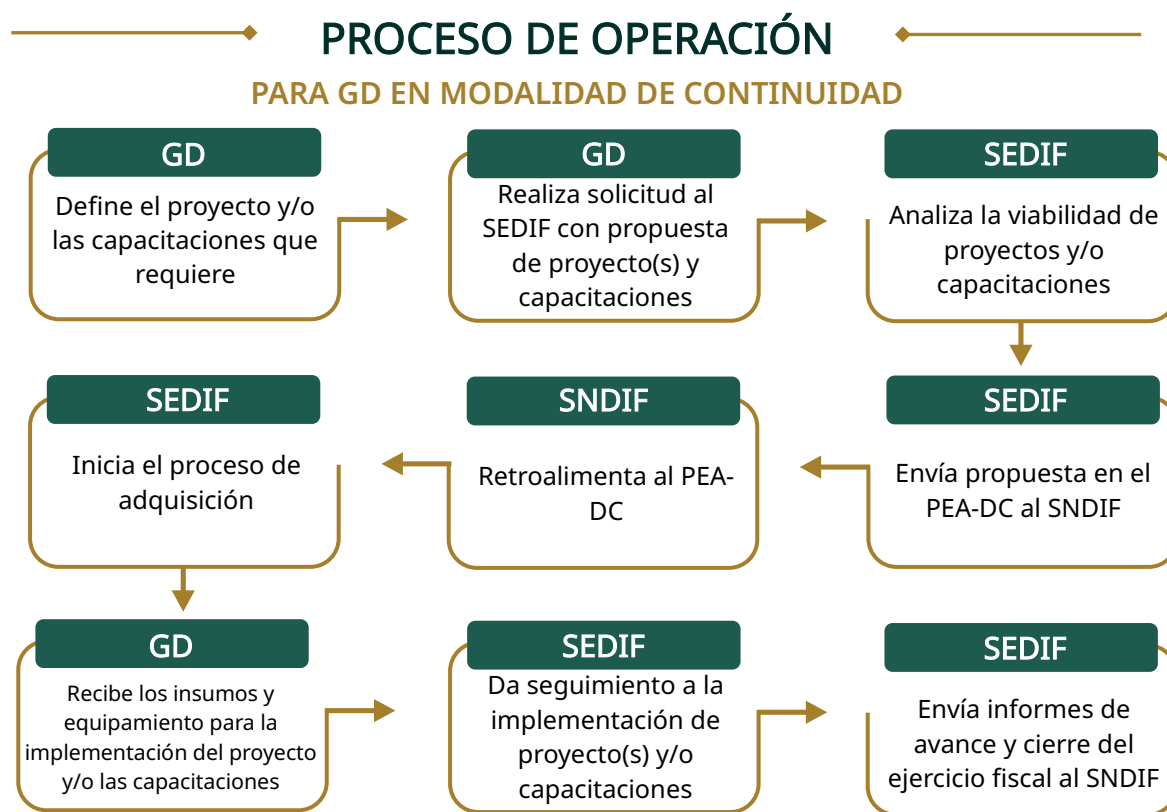 PROCESO DE OPERACIÓN
PARA GD EN MODALIDAD DE CONTINUIDAD
GD
Define el proyecto y/o
las capacitaciones que
requiere
GD
Realiza solicitud al
SEDIF con propuesta
de proyecto(s) y
capacitaciones
SEDIF
Analiza la viabilidad de
proyectos y/o
capacitaciones
SEDIF
Envía propuesta en el
PEA-DC al SNDIF
SNDIF
Retroalimenta al PEA-
DC
SEDIF
Inicia el proceso de
adquisición
GD
Recibe los insumos y
equipamiento para la
implementación del proyecto
y/o las capacitaciones
SEDIF
Da seguimiento a la
implementación de
proyecto(s) y/o
capacitaciones
SEDIF
Envía informes de
avance y cierre del
ejercicio fiscal al SNDIF